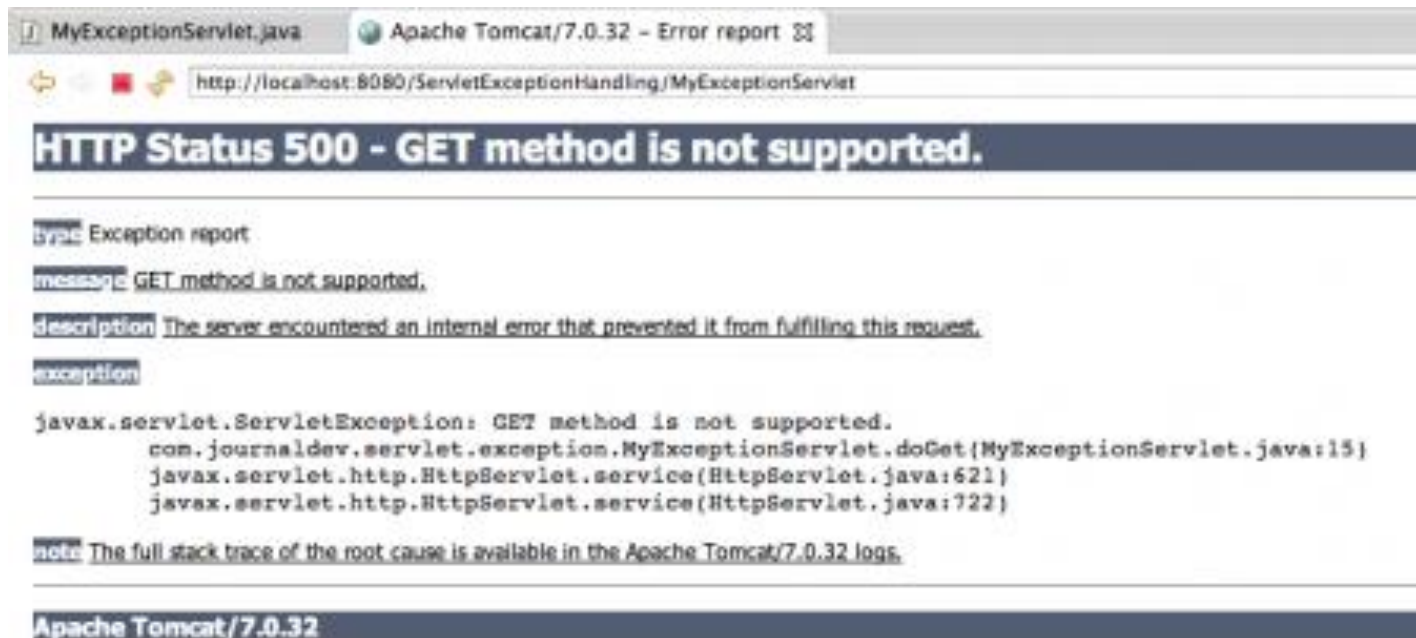 MyExceptionServlet.java
Apache Tomcat/7.0.32 - Error report
http://localhost:8080/ServletExceptionHandling/MyExceptionServlet
HTTP Status 500 - GET method is not supported.
type Exception report
message GET method is not supported.
description The server encountered an internal error that prevented it from fulfilling this request.
exception
javax.servlet.ServletException: GET method is not supported.
com.journaldev.servlet.exception.MyExceptionServlet.doGet(MyExceptionServlet.java:15)
javax.servlet.http.HttpServlet.service(HttpServlet.java:621)
javax.servlet.http.HttpServlet.service(HttpServlet.java:722)
note The full stack trace of the root cause is available in the Apache Tomcat/7.0.32 logs.
Apache Tomcat/7.0.32